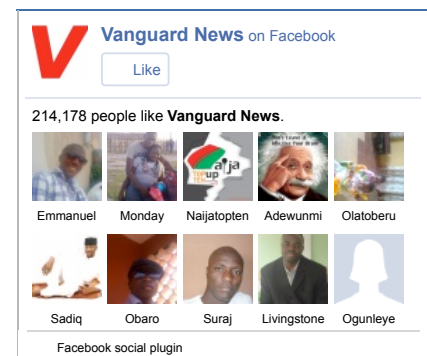 Vanguard News on Facebook
Like
214,178 people like Vanguard News.
Emmanuel Monday Naijatopten Adewunmi Olatoberu
Sadiq Obaro Suraj Livingstone Ogunleye
Facebook social plugin